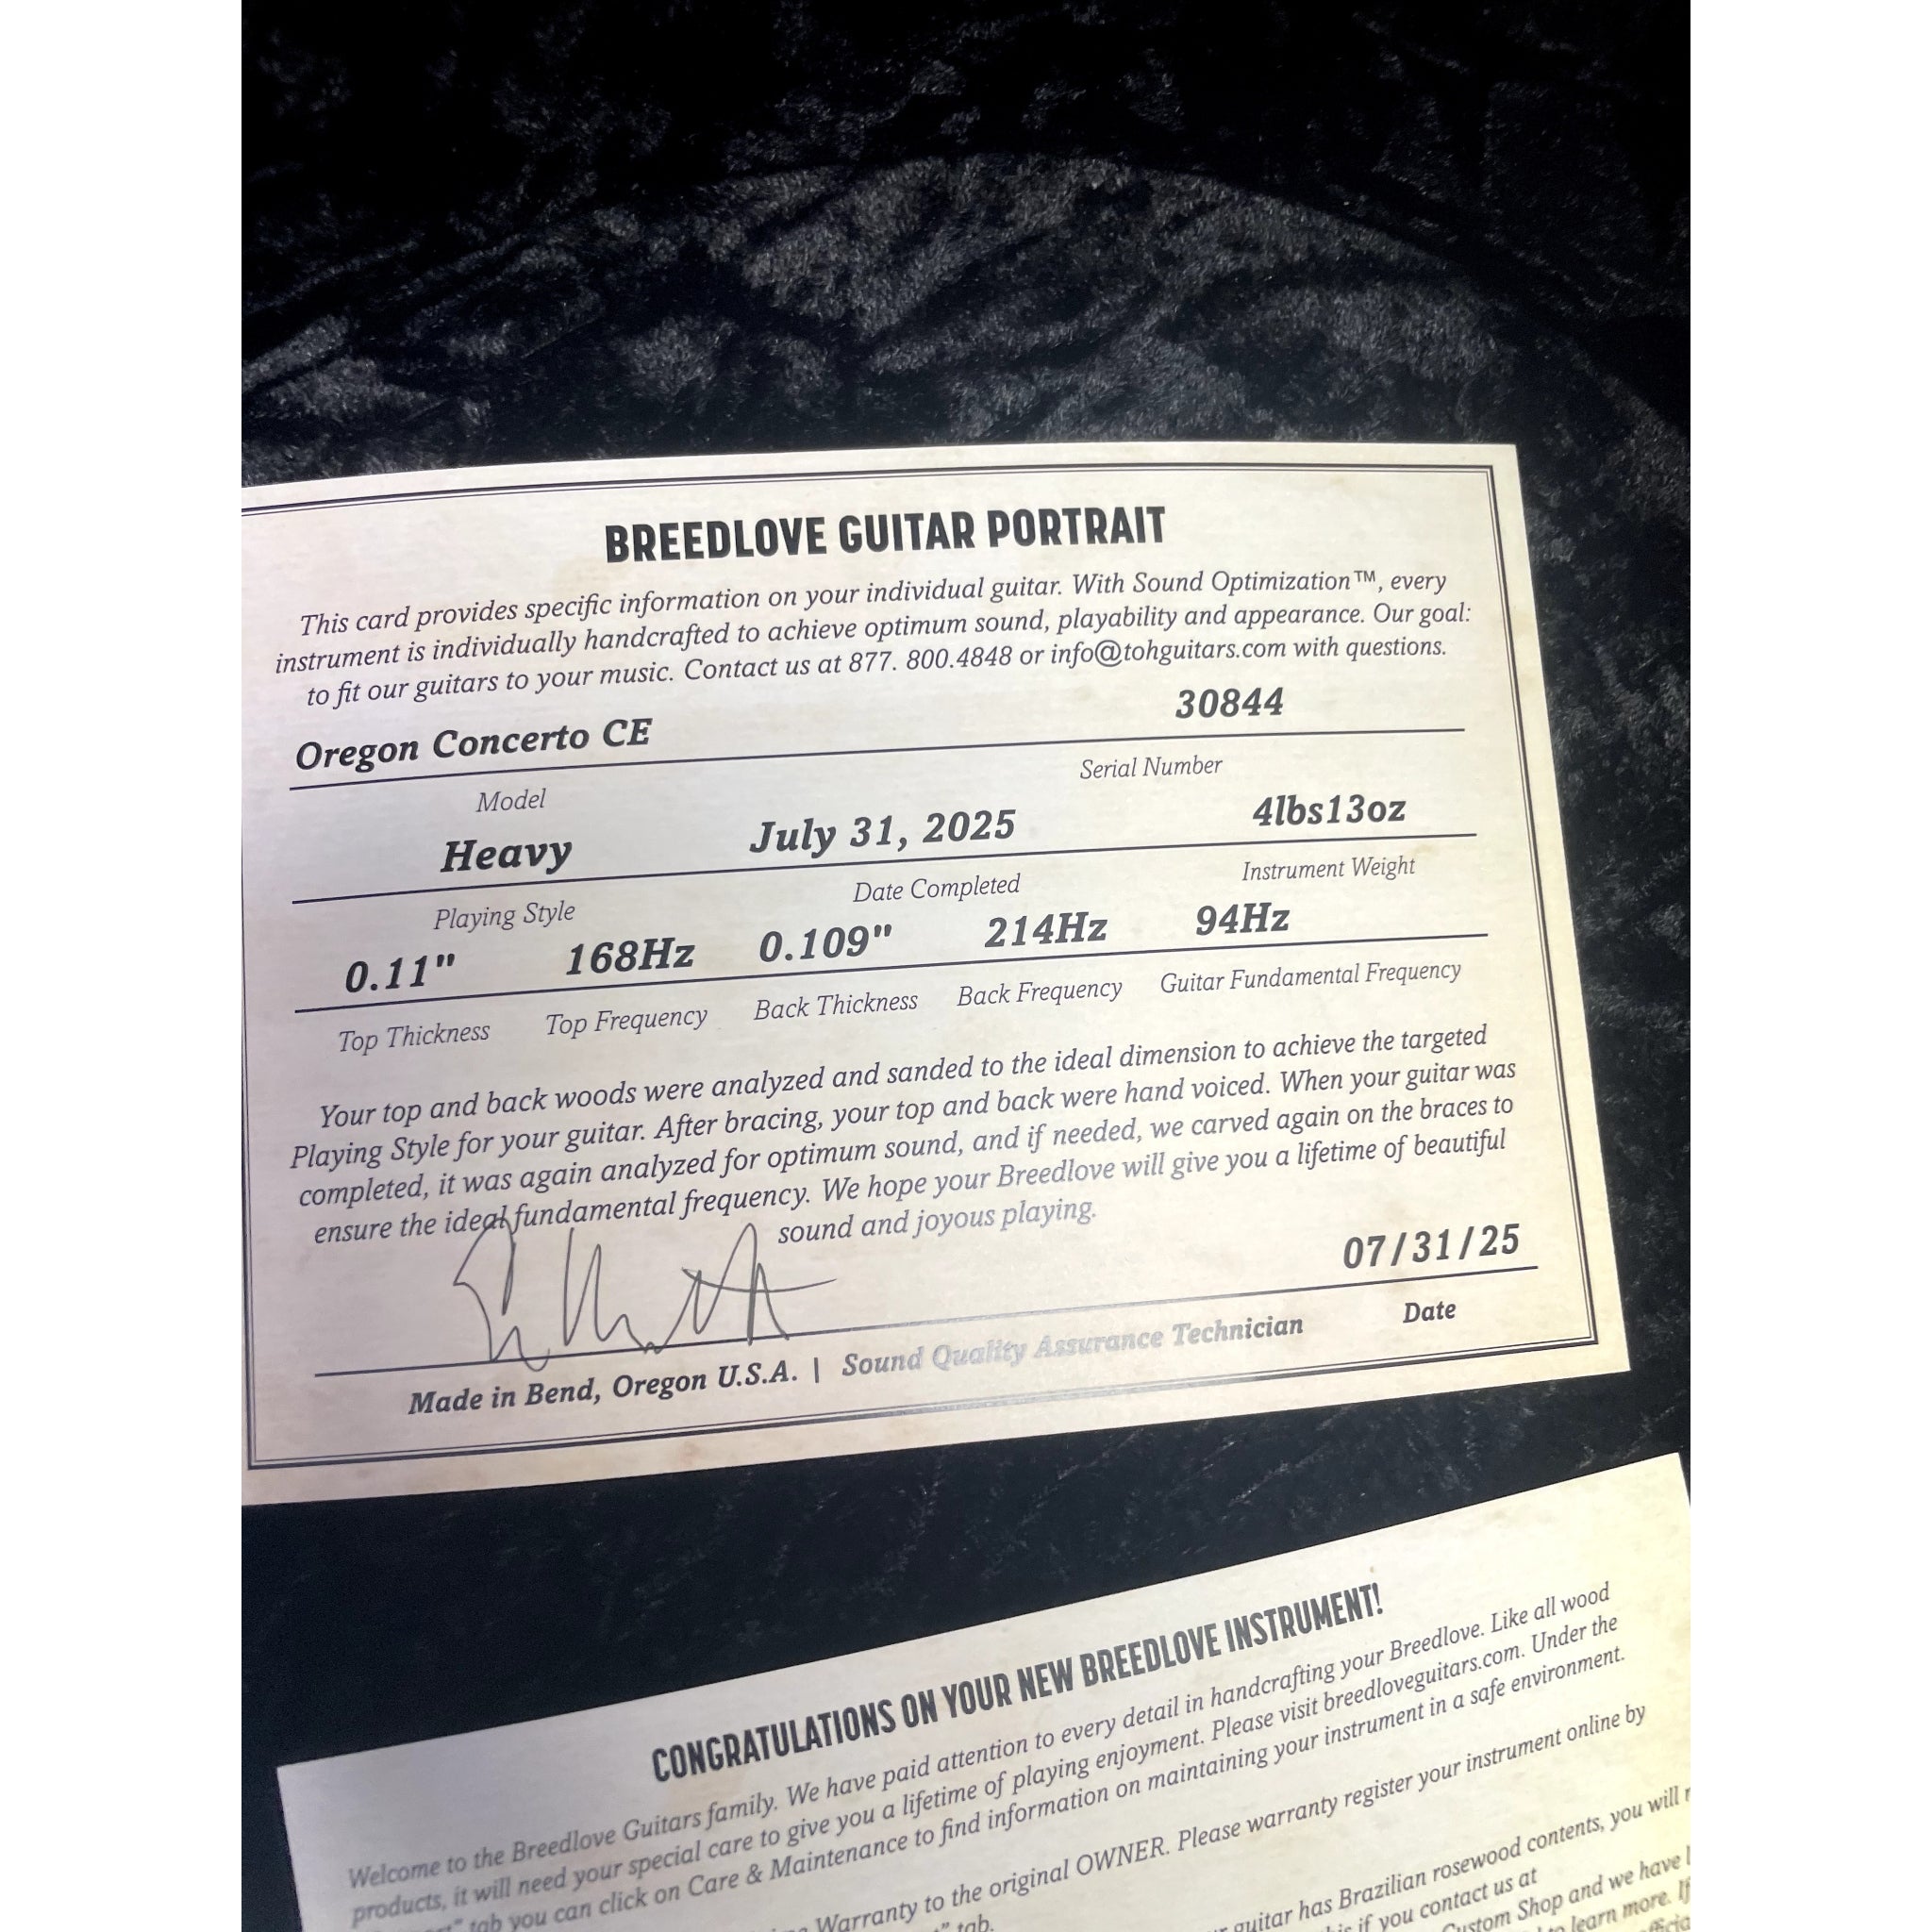 BREEDLOVE GUITAR PORTRAIT
This card provides specific information on your individual guitar. With Sound Optimization™, every
instrument is individually handcrafted to achieve optimum sound, playability and appearance. Our goal:
to fit our guitars to your music. Contact us at 877. 800.4848 or info@tohguitars.com with questions.
Oregon Concerto CE 30844
Model Serial Number
Heavy July 31, 2025 4lbs13oz
Playing Style Date Completed Instrument Weight
0.11" 168Hz 0.109" 214Hz 94Hz
Top Thickness Top Frequency Back Thickness Back Frequency Guitar Fundamental Frequency
Your top and back woods were analyzed and sanded to the ideal dimension to achieve the targeted
Playing Style for your guitar. After bracing, your top and back were hand voiced. When your guitar was
completed, it was again analyzed for optimum sound, and if needed, we carved again on the braces to
ensure the ideal fundamental frequency. We hope your Breedlove will give you a lifetime of beautiful
sound and joyous playing.
07/31/25
Made in Bend, Oregon U.S.A. | Sound Quality Assurance Technician Date
CONGRATULATIONS ON YOUR NEW BREEDLOVE INSTRUMENT!
Welcome to the Breedlove Guitars family. We have paid attention to every detail in handcrafting your Breedlove. Like all wood
products, it will need your special care to give you a lifetime of playing enjoyment. Please visit breedloveguitars.com. Under the
tab you can click on Care & Maintenance to find information on maintaining your instrument in a safe environment.
Warranty to the original OWNER. Please warranty register your instrument online by
tab.
guitar has Brazilian rosewood contents, you will
if you contact us at
Custom Shop and we have
learn more. If